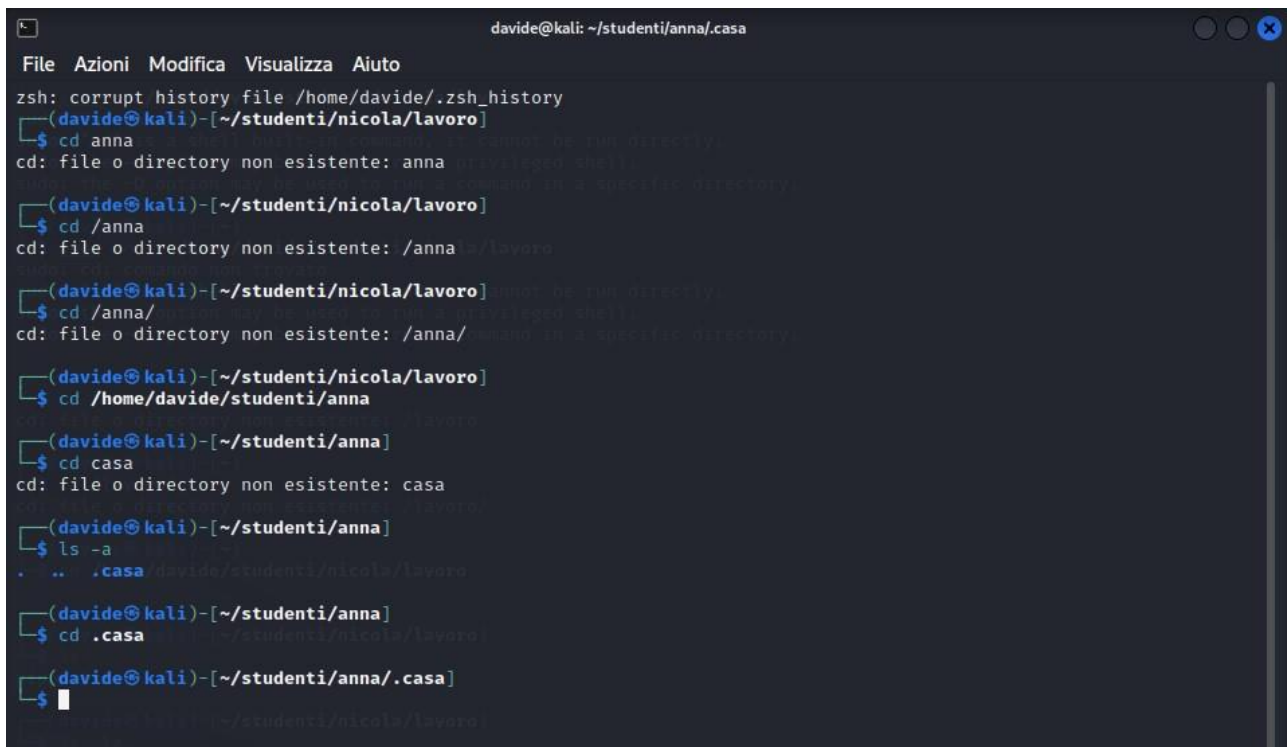 davide@kali: ~/studenti/anna/.casa
File Azioni Modifica Visualizza Aiuto
zsh: corrupt history file /home/davide/.zsh_history
┌──(davide㉿kali)-[~/studenti/nicola/lavoro]
└─$ cd anna
cd: file o directory non esistente: anna
┌──(davide㉿kali)-[~/studenti/nicola/lavoro]
└─$ cd /anna
cd: file o directory non esistente: /anna
┌──(davide㉿kali)-[~/studenti/nicola/lavoro]
└─$ cd /anna/
cd: file o directory non esistente: /anna/
┌──(davide㉿kali)-[~/studenti/nicola/lavoro]
└─$ cd /home/davide/studenti/anna
┌──(davide㉿kali)-[~/studenti/anna]
└─$ cd casa
cd: file o directory non esistente: casa
┌──(davide㉿kali)-[~/studenti/anna]
└─$ ls -a
. .. .casa
┌──(davide㉿kali)-[~/studenti/anna]
└─$ cd .casa
┌──(davide㉿kali)-[~/studenti/anna/.casa]
└─$